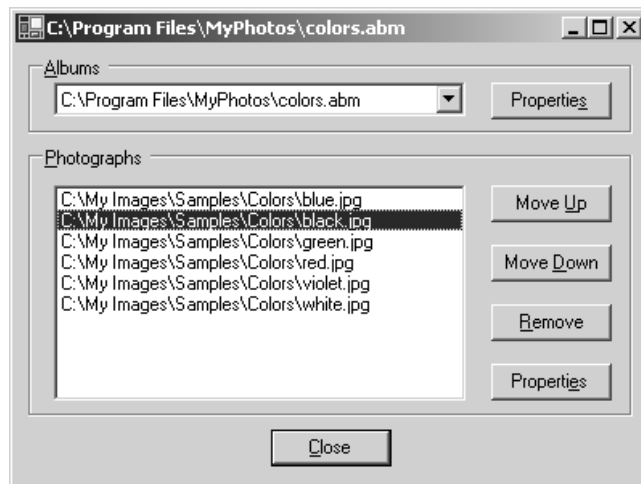 C:\Program Files\MyPhotos\colors.abm
Albums
C:\Program Files\MyPhotos\colors.abm
Properties
Photographs
C:\My Images\Samples\Colors\blue.jpg
C:\My Images\Samples\Colors\black.jpg
C:\My Images\Samples\Colors\green.jpg
C:\My Images\Samples\Colors\red.jpg
C:\My Images\Samples\Colors\violet.jpg
C:\My Images\Samples\Colors\white.jpg
Move Up
Move Down
Remove
Properties
Close